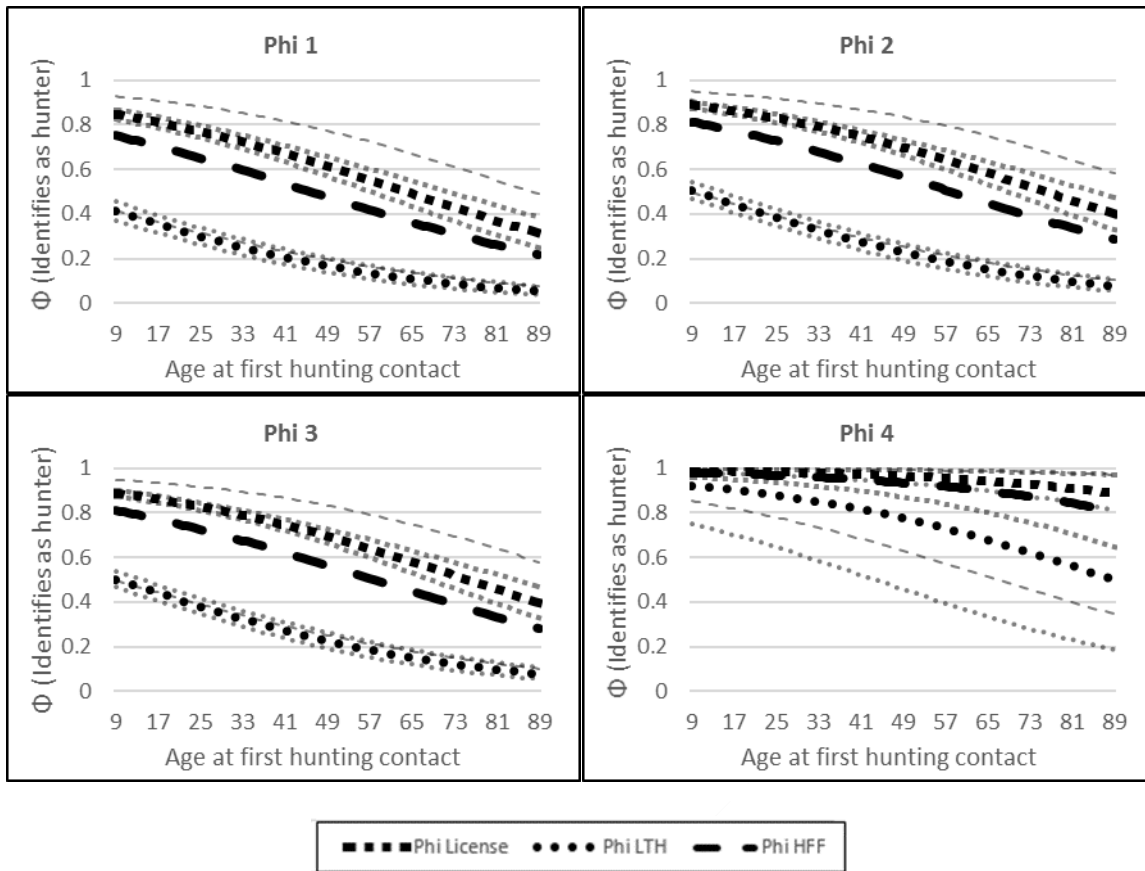 Phi 1
Φ (Identifies as hunter)
1
0.8
0.6
0.4
0.2
0
9 17 25 33 41 49 57 65 73 81 89
Age at first hunting contact
Phi 2
Φ (Identifies as hunter)
1
0.8
0.6
0.4
0.2
0
9 17 25 33 41 49 57 65 73 81 89
Age at first hunting contact
Phi 3
Φ (Identifies as hunter)
1
0.8
0.6
0.4
0.2
0
9 17 25 33 41 49 57 65 73 81 89
Age at first hunting contact
Phi 4
Φ (Identifies as hunter)
1
0.8
0.6
0.4
0.2
0
9 17 25 33 41 49 57 65 73 81 89
Age at first hunting contact
Phi License Phi LTH Phi HFF